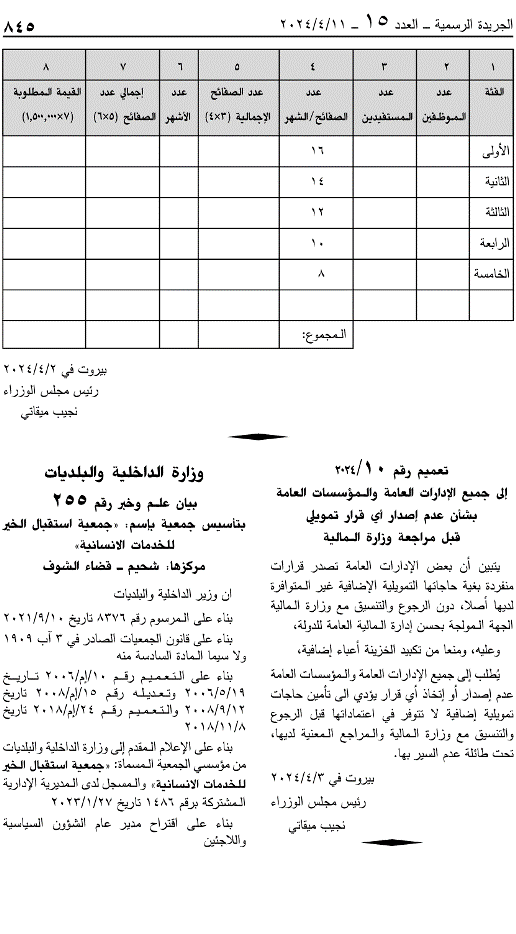 الجريدة الرسمية ــ العدد ١٥ ــ ٢٠٢٤/٤/١١
٨٤٥
١ ٢ ٣ ٤ ٥ ٦ ٧ ٨
الفئة
عدد الموظفين
عدد المستفيدين
عدد الصفائح/الشهر
عدد الصفائح الإجمالية (٣×٤)
عدد الأشهر
إجمالي عدد الصفائح (٥×٦)
القيمة المطلوبة (٧×١,٥٠٠,٠٠٠)
الأولى ١٦
الثانية ١٤
الثالثة ١٢
الرابعة ١٠
الخامسة ٨
المجموع:
بيروت في ٢٠٢٤/٤/٢
رئيس مجلس الوزراء
نجيب ميقاتي
تعميم رقم ٢٠٢٤/١٠
إلى جميع الإدارات العامة والمؤسسات العامة
بشأن عدم إصدار أي قرار تمويلي
قبل مراجعة وزارة المالية
يتبين أن بعض الإدارات العامة تصدر قرارات
منفردة بغية حاجاتها التمويلية الإضافية غير المتوافرة
لديها أصلا، دون الرجوع والتنسيق مع وزارة المالية
الجهة المولجة بحسن إدارة المالية العامة للدولة،
وعليه، ومنعا من تكبيد الخزينة أعباء إضافية،
يُطلب إلى جميع الإدارات العامة والمؤسسات العامة
عدم إصدار أو إتخاذ أي قرار يؤدي الى تأمين حاجات
تمويلية إضافية لا تتوفر في اعتماداتها قبل الرجوع
والتنسيق مع وزارة المالية والمراجع المعنية لديها،
تحت طائلة عدم السير بها.
بيروت في ٢٠٢٤/٤/٣
رئيس مجلس الوزراء
نجيب ميقاتي
وزارة الداخلية والبلديات
بيان علم وخبر رقم ٢٥٥
بتأسيس جمعية باسم: «جمعية استقبال الخير
للخدمات الانسانية»
مركزها: شحيم ــ قضاء الشوف
ان وزير الداخلية والبلديات
بناء على المرسوم رقم ٨٣٧٦ تاريخ ٢٠٢١/٩/١٠
بناء على قانون الجمعيات الصادر في ٣ آب ١٩٠٩
ولا سيما المادة السادسة منه
بناء على التعميم رقم ١٠/إم/٢٠٠٦ تاريخ
٢٠٠٦/٥/١٩ وتعديله رقم ١٥/إم/٢٠٠٨ تاريخ
٢٠٠٨/٩/١٢ والتعميم رقم ٢٤/إم/٢٠١٨ تاريخ
٢٠١٨/١١/٨
بناء على الإعلام المقدم إلى وزارة الداخلية والبلديات
من مؤسسي الجمعية المسماة: «جمعية استقبال الخير
للخدمات الانسانية» والمسجل لدى المديرية الإدارية
المشتركة برقم ١٤٨٦ تاريخ ٢٠٢٣/١/٢٧
بناء على اقتراح مدير عام الشؤون السياسية
واللاجئين